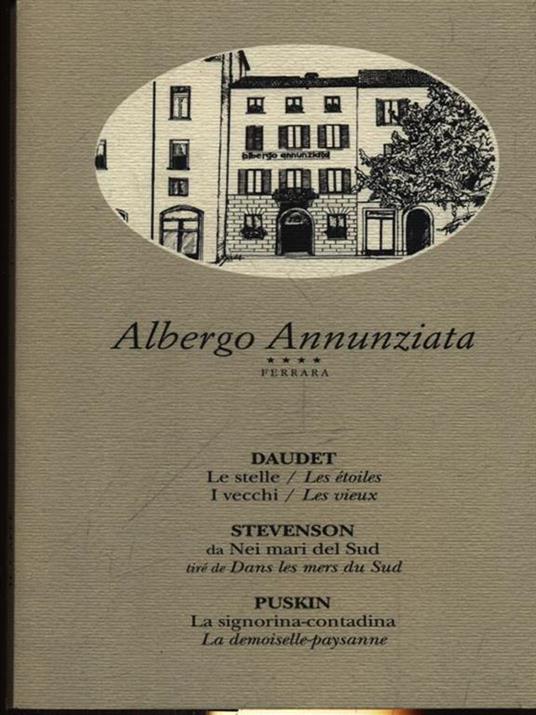 albergo annunziata
Albergo Annunziata
★★★★
FERRARA
DAUDET
Le stelle / Les étoiles
I vecchi / Les vieux
STEVENSON
da Nei mari del Sud
tiré de Dans les mers du Sud
PUSKIN
La signorina-contadina
La demoiselle-paysanne